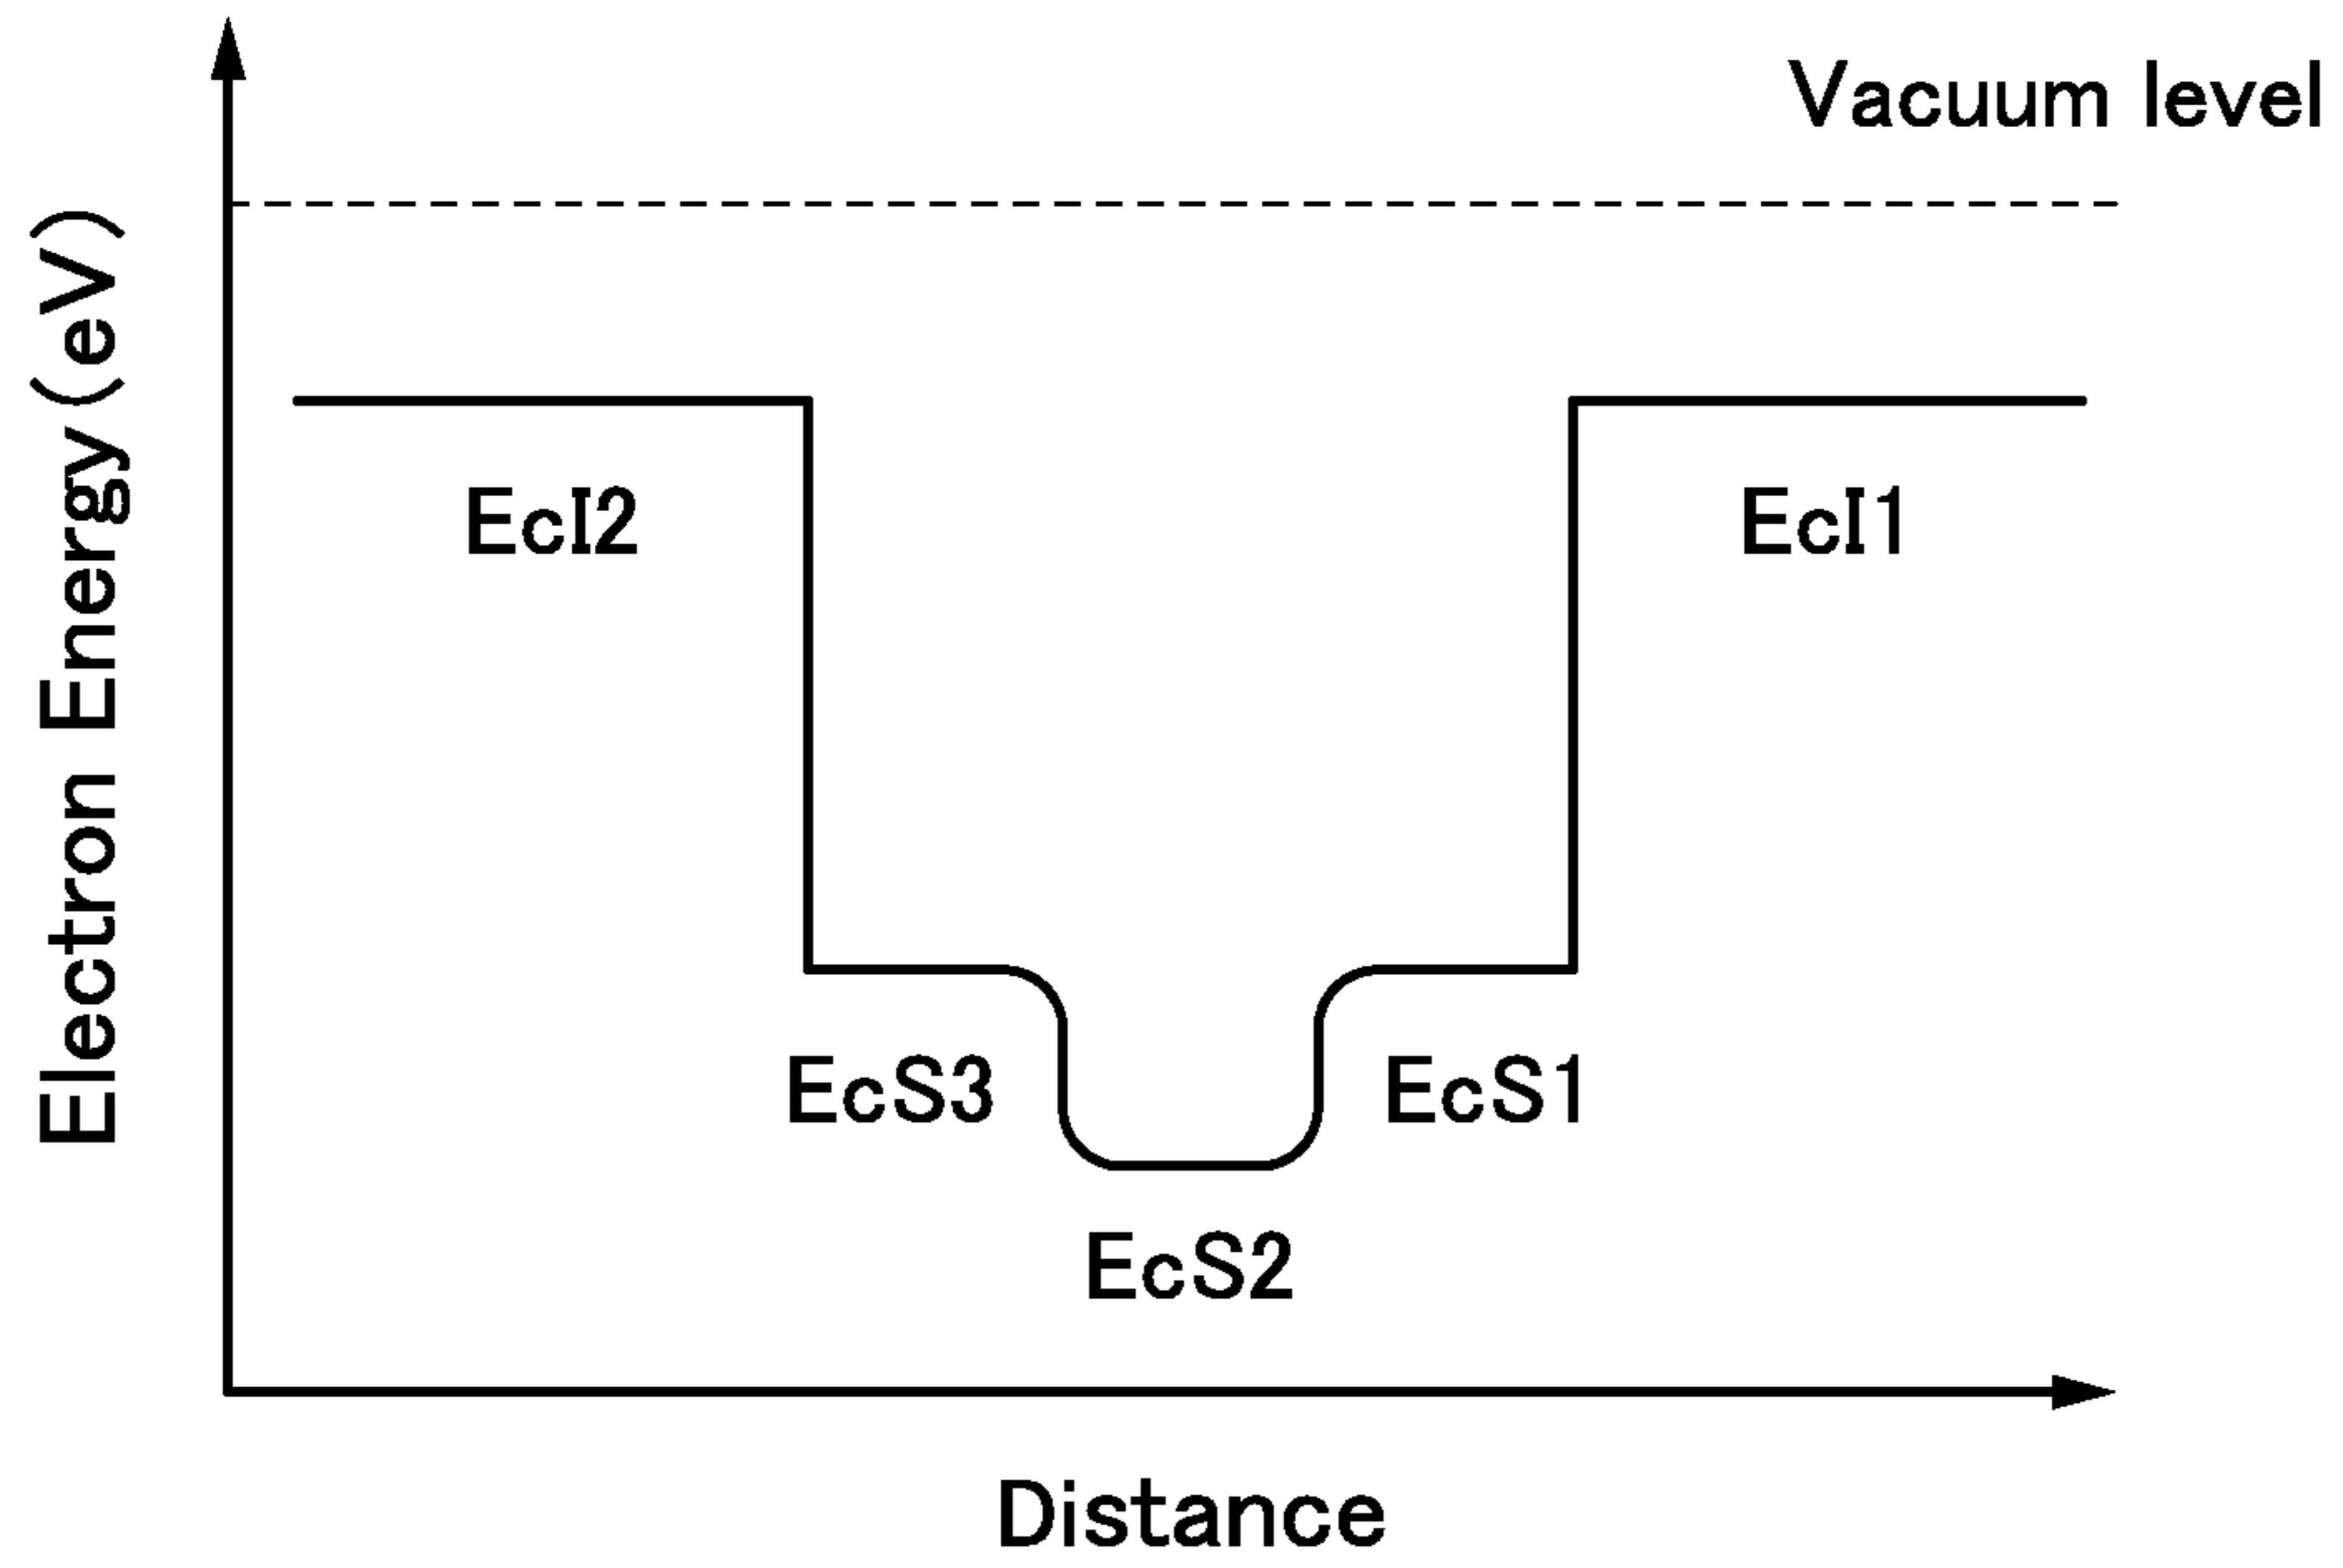 Vacuum level
Electron Energy(eV)
EcI2
EcI1
EcS3
EcS1
EcS2
Distance